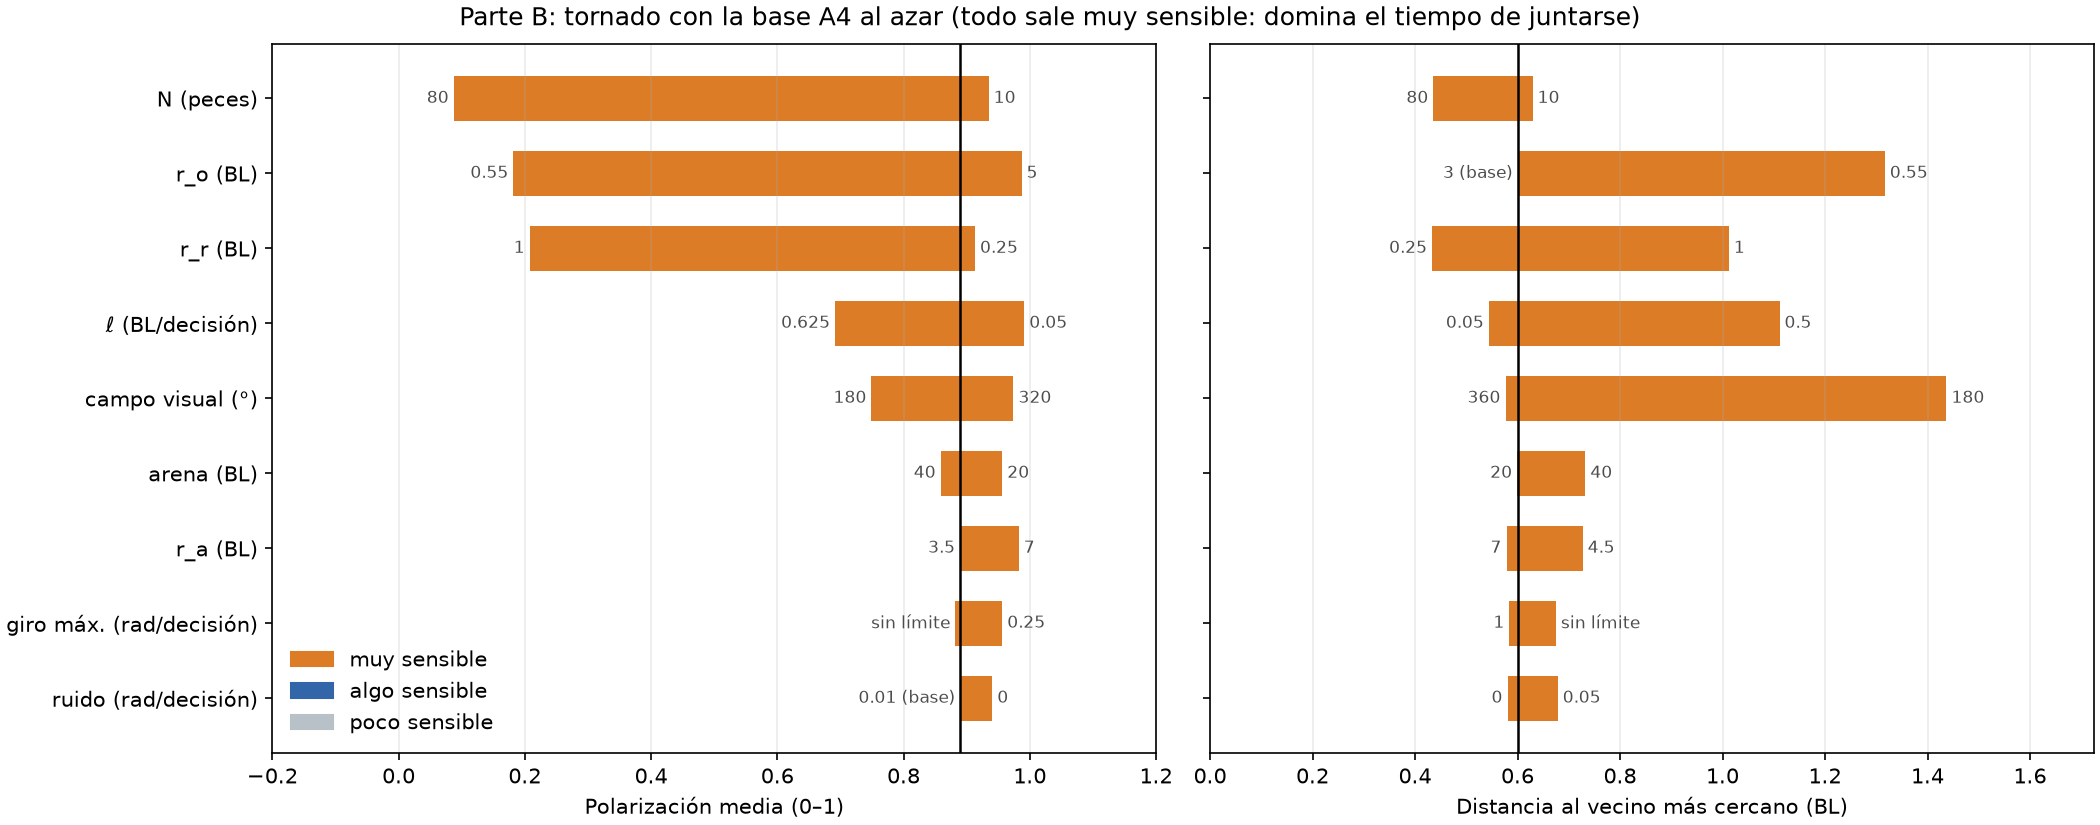 Parte B: tornado con la base A4 al azar (todo sale muy sensible: domina el tiempo de juntarse)
N (peces)
80
10
80
10
r_o (BL)
0.55
5
3 (base)
0.55
r_r (BL)
1
0.25
0.25
1
ℓ (BL/decisión)
0.625
0.05
0.05
0.5
campo visual (°)
180
320
360
180
arena (BL)
40
20
20
40
r_a (BL)
3.5
7
7
4.5
giro máx. (rad/decisión)
sin límite
0.25
1
sin límite
ruido (rad/decisión)
0.01 (base)
0
0
0.05
muy sensible
algo sensible
poco sensible
−0.2 0.0 0.2 0.4 0.6 0.8 1.0 1.2
Polarización media (0–1)
0.0 0.2 0.4 0.6 0.8 1.0 1.2 1.4 1.6
Distancia al vecino más cercano (BL)